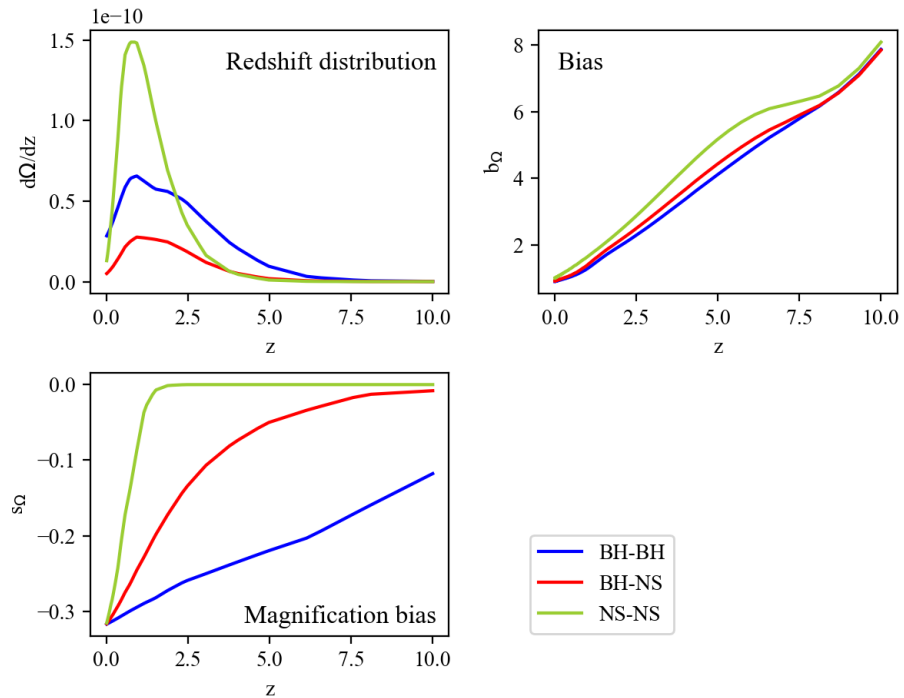 1e−10
Redshift distribution
1.5
1.0
0.5
0.0
dΩ/dz
0.0 2.5 5.0 7.5 10.0
z
Bias
8
6
4
2
bΩ
0.0 2.5 5.0 7.5 10.0
z
0.0
−0.1
−0.2
−0.3
sΩ
Magnification bias
0.0 2.5 5.0 7.5 10.0
z
BH-BH
BH-NS
NS-NS